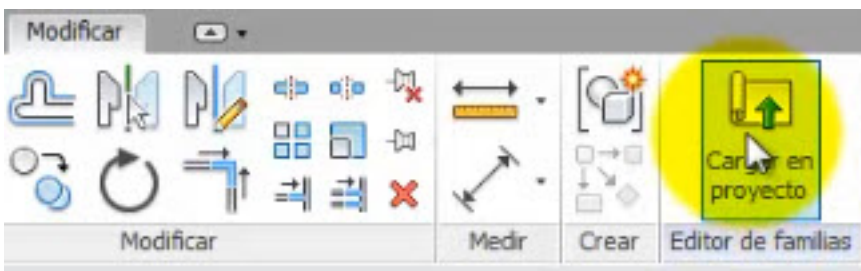 Modificar
Cargar en
proyecto
Modificar
Medir
Crear
Editor de familias